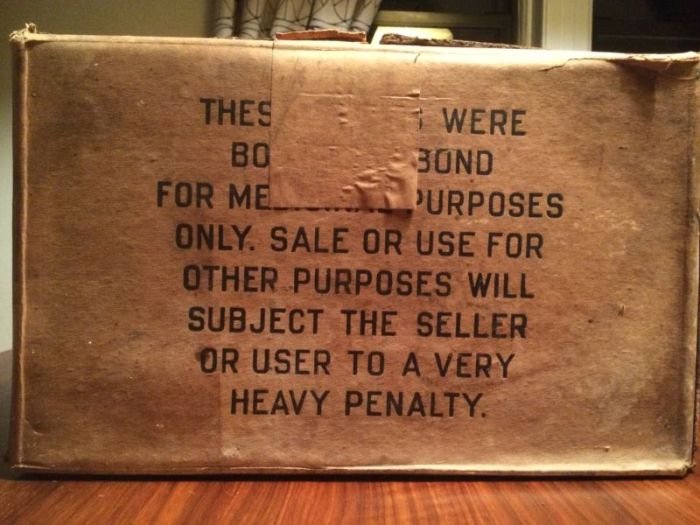 THES WERE
BO BOND
FOR MEDICINAL PURPOSES
ONLY. SALE OR USE FOR
OTHER PURPOSES WILL
SUBJECT THE SELLER
OR USER TO A VERY
HEAVY PENALTY.